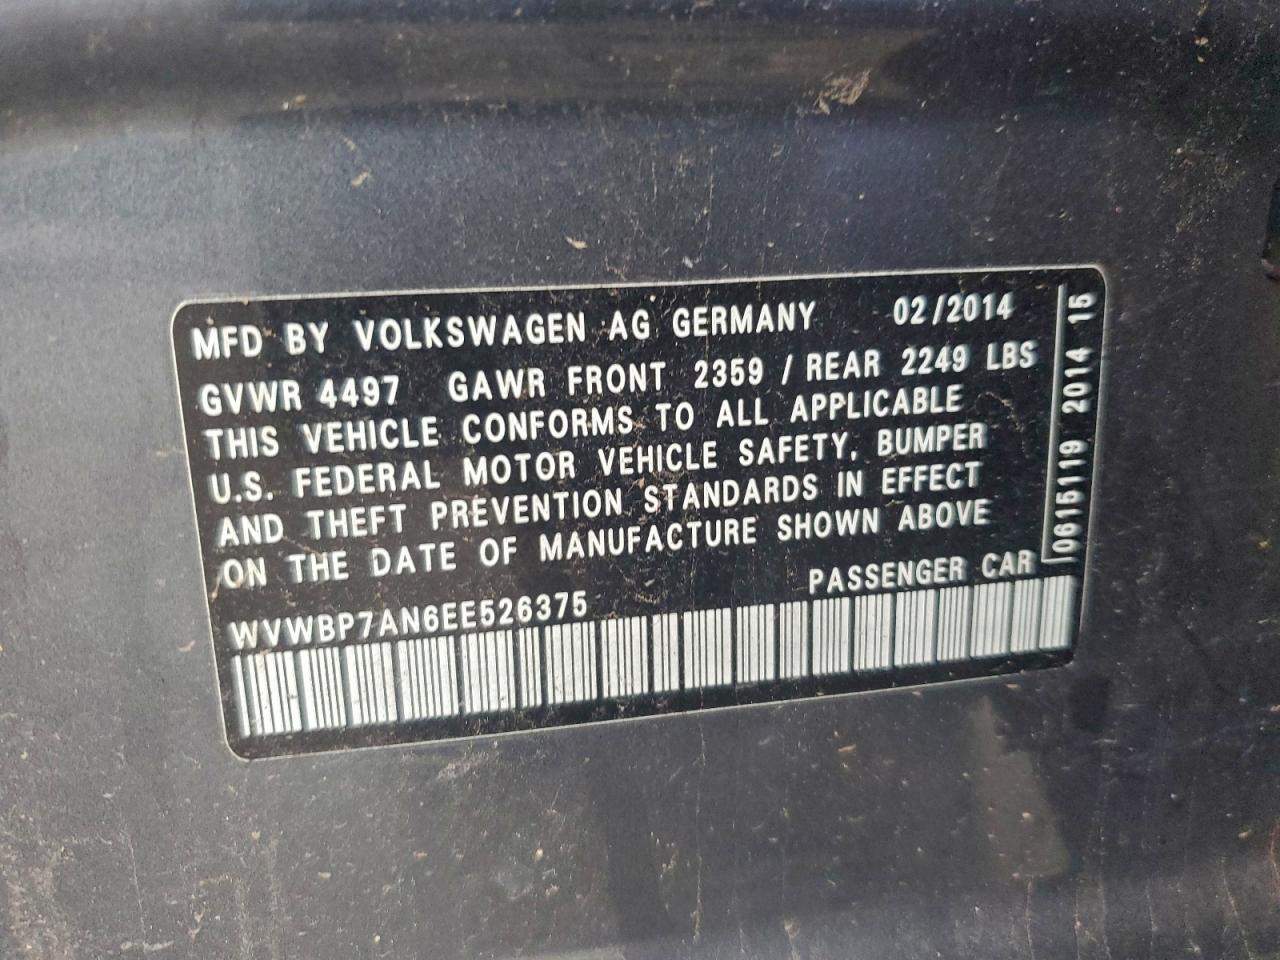 MFD BY VOLKSWAGEN AG GERMANY 02/2014
GVWR 4497 GAWR FRONT 2359 / REAR 2249 LBS
THIS VEHICLE CONFORMS TO ALL APPLICABLE
U.S. FEDERAL MOTOR VEHICLE SAFETY, BUMPER
AND THEFT PREVENTION STANDARDS IN EFFECT
ON THE DATE OF MANUFACTURE SHOWN ABOVE
PASSENGER CAR
WVWBP7AN6EE526375
0615119 2014 15